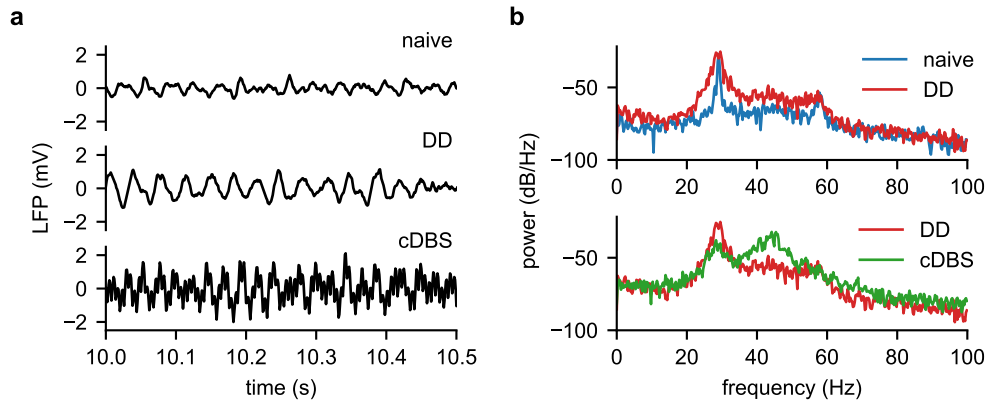 a
b
naive
2
0
−2
DD
2
0
−2
cDBS
2
0
−2
LFP (mV)
10.0 10.1 10.2 10.3 10.4 10.5
time (s)
naive
DD
−50
−100
0 20 40 60 80 100
DD
cDBS
−50
−100
power (dB/Hz)
0 20 40 60 80 100
frequency (Hz)